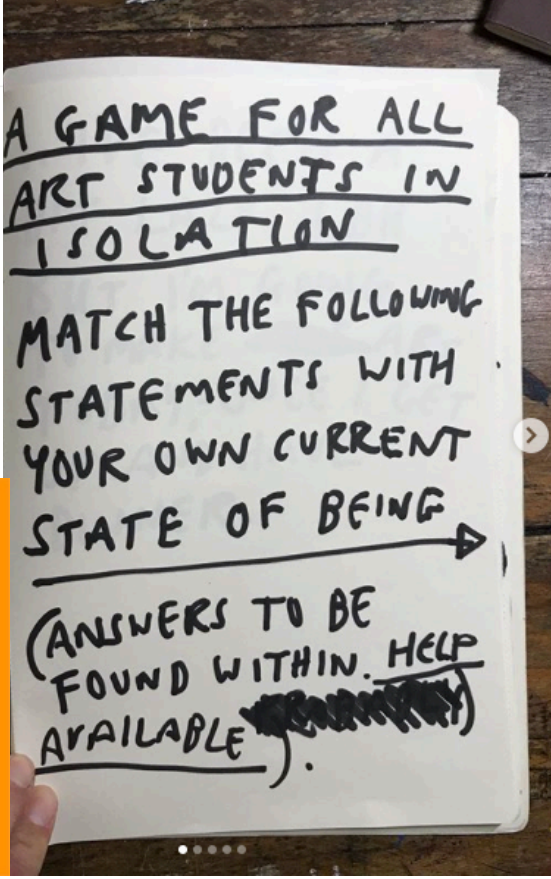 A GAME FOR ALL
ART STUDENTS IN
ISOLATION
MATCH THE FOLLOWING
STATEMENTS WITH
YOUR OWN CURRENT
STATE OF BEING
(ANSWERS TO BE
FOUND WITHIN. HELP
AVAILABLE).